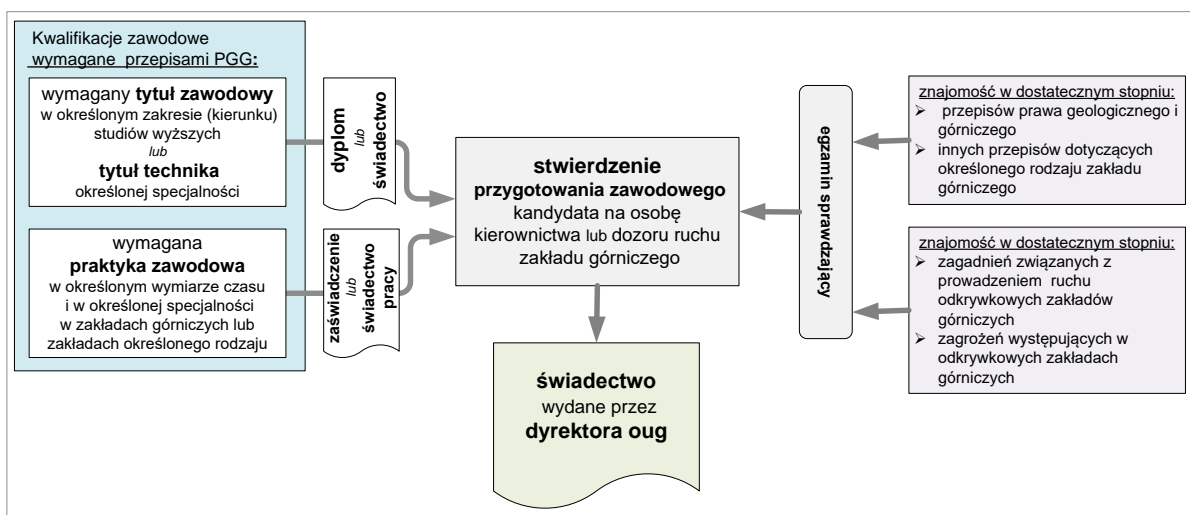 Kwalifikacje zawodowe
wymagane przepisami PGG:
wymagany tytuł zawodowy
w określonym zakresie (kierunku)
studiów wyższych
lub
tytuł technika
określonej specjalności
wymagana
praktyka zawodowa
w określonym wymiarze czasu
i w określonej specjalności
w zakładach górniczych lub
zakładach określonego rodzaju
dyplom
lub
świadectwo
zaświadczenie
lub
świadectwo
pracy
stwierdzenie
przygotowania zawodowego
kandydata na osobę
kierownictwa lub dozoru ruchu
zakładu górniczego
świadectwo
wydane przez
dyrektora oug
egzamin sprawdzający
znajomość w dostatecznym stopniu:
➢ przepisów prawa geologicznego i
górniczego
➢ innych przepisów dotyczących
określonego rodzaju zakładu
górniczego
znajomość w dostatecznym stopniu:
➢ zagadnień związanych z
prowadzeniem ruchu
odkrywkowych zakładów
górniczych
➢ zagrożeń występujących w
odkrywkowych zakładach
górniczych